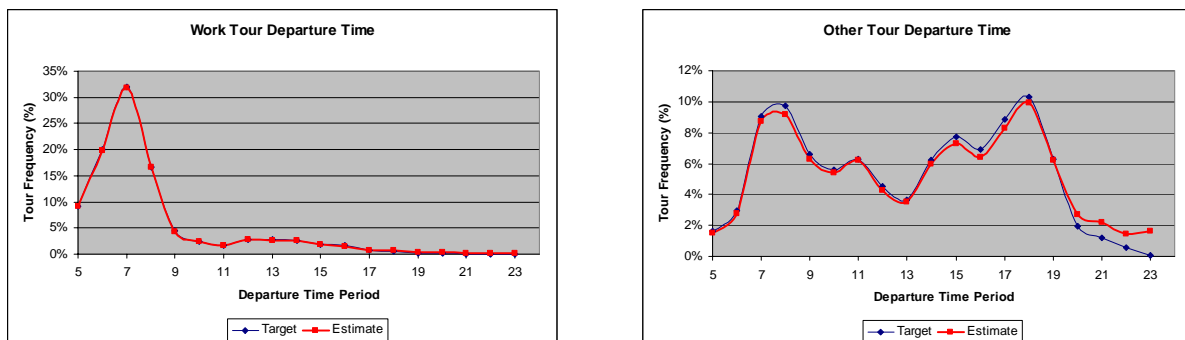 Work Tour Departure Time
Tour Frequency (%)
35%
30%
25%
20%
15%
10%
5%
0%
5 7 9 11 13 15 17 19 21 23
Departure Time Period
Target Estimate
Other Tour Departure Time
Tour Frequency (%)
12%
10%
8%
6%
4%
2%
0%
5 7 9 11 13 15 17 19 21 23
Departure Time Period
Target Estimate